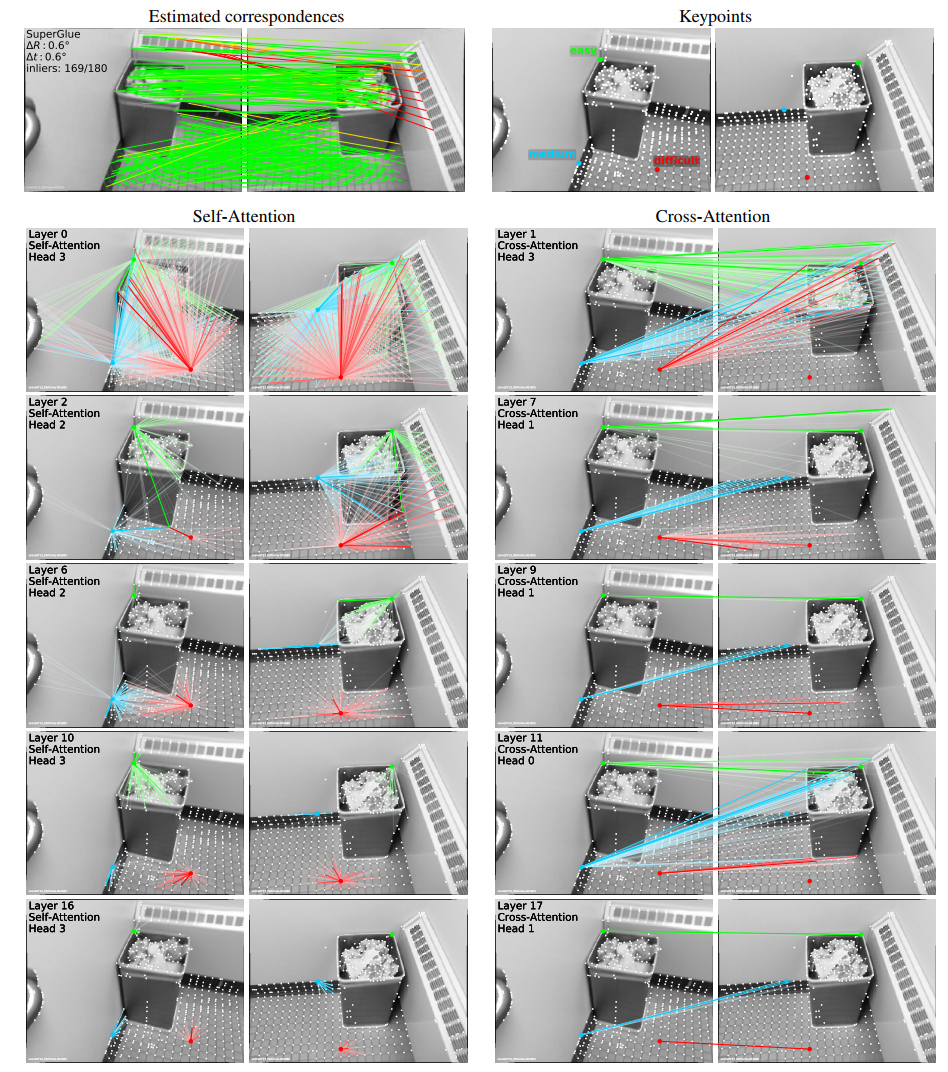 Estimated correspondences
Keypoints
SuperGlue
ΔR : 0.6°
Δt : 0.6°
inliers: 169/180
easy
medium
difficult
Self-Attention
Cross-Attention
Layer 0
Self-Attention
Head 3
Layer 1
Cross-Attention
Head 3
Layer 2
Self-Attention
Head 2
Layer 7
Cross-Attention
Head 1
Layer 6
Self-Attention
Head 2
Layer 9
Cross-Attention
Head 1
Layer 10
Self-Attention
Head 3
Layer 11
Cross-Attention
Head 0
Layer 16
Self-Attention
Head 3
Layer 17
Cross-Attention
Head 1